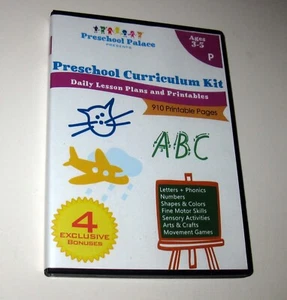 Preschool Palace
PRESENTS
Ages
3-5
P
Preschool Curriculum Kit
Daily Lesson Plans and Printables
910 Printable Pages
ABC
4
EXCLUSIVE
BONUSES
Letters + Phonics
Numbers
Shapes & Colors
Fine Motor Skills
Sensory Activities
Arts & Crafts
Movement Games